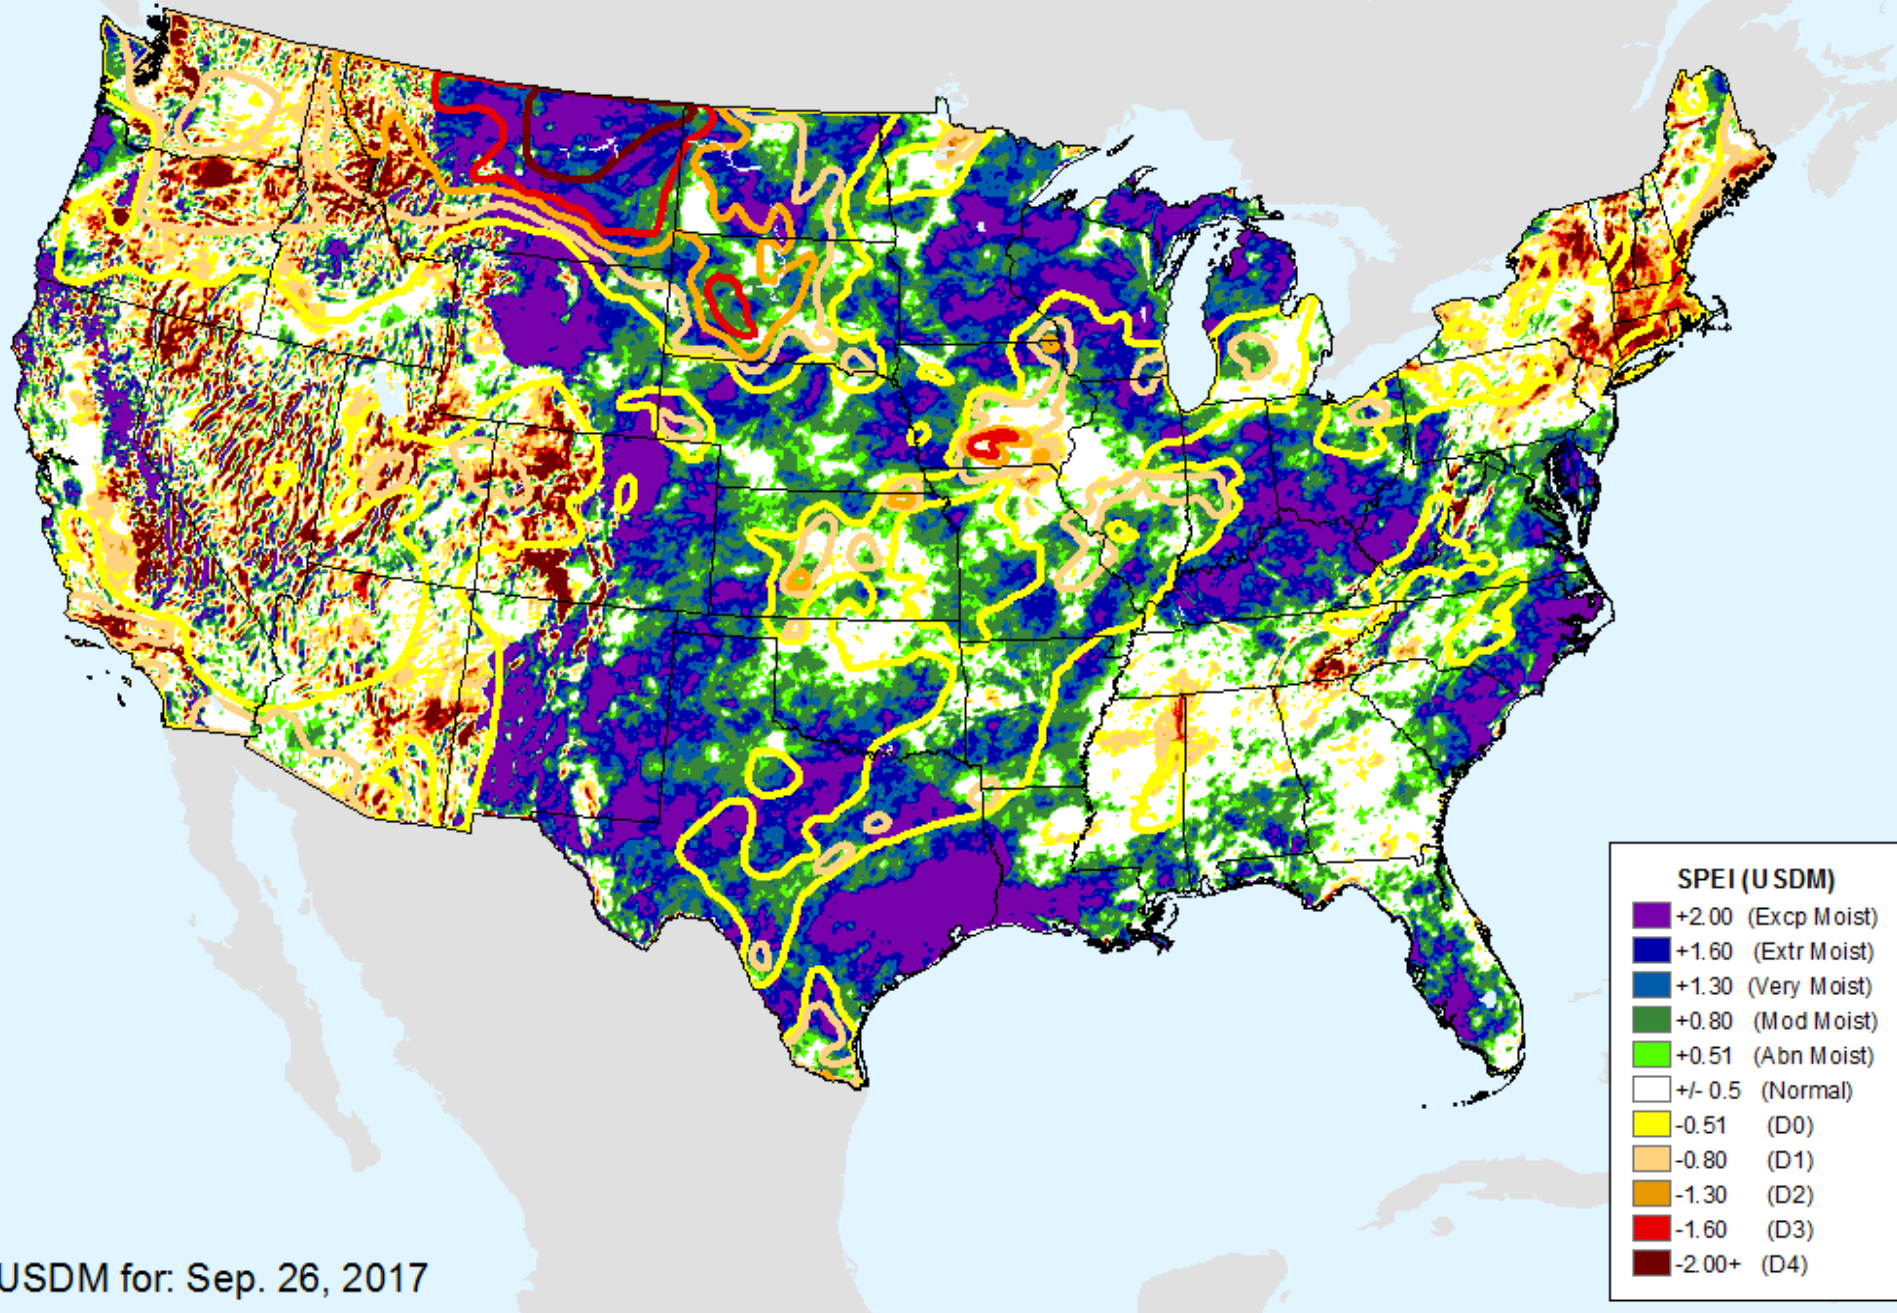 SPEI (USDM)
+2.00 (Excp Moist)
+1.60 (Extr Moist)
+1.30 (Very Moist)
+0.80 (Mod Moist)
+0.51 (Abn Moist)
+/- 0.5 (Normal)
-0.51 (D0)
-0.80 (D1)
-1.30 (D2)
-1.60 (D3)
-2.00+ (D4)
USDM for: Sep. 26, 2017